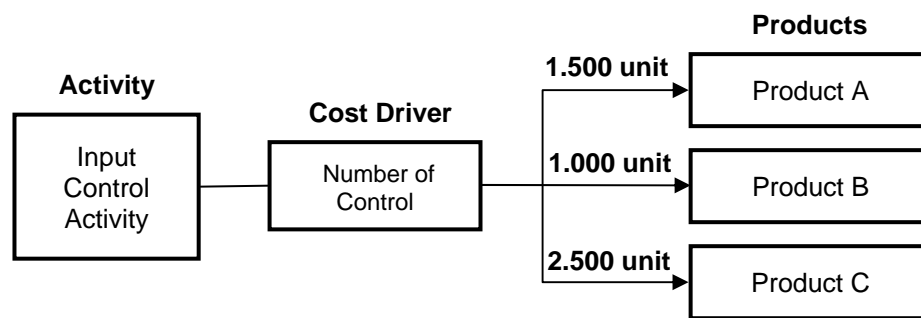 Products
1.500 unit
Product A
Activity
Cost Driver
Input
Control
Activity
Number of
Control
1.000 unit
Product B
2.500 unit
Product C